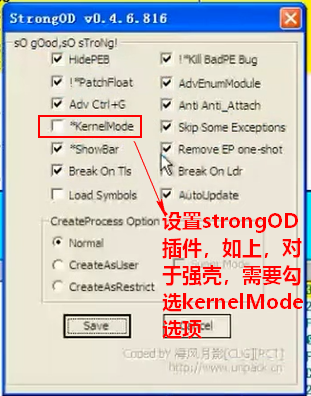 StrongOD v0.4.6.816
sO gOod,sO sTroNg!
HidePEB
!*Kill BadPE Bug
!*PatchFloat
AdvEnumModule
Adv Ctrl+G
Anti Anti_Attach
*KernelMode
Skip Some Exceptions
*ShowBar
Remove EP one-shot
Break On Tls
Break On Ldr
Load Symbols
AutoUpdate
CreateProcess Option
Normal
CreateAsUser
CreateAsRestrict
设置strongOD
插件，如上，对
于强壳，需要勾
选kernelMode
选项
Save
Coded by 海风月影[CUG][RCT]
http://www.unpack.cn